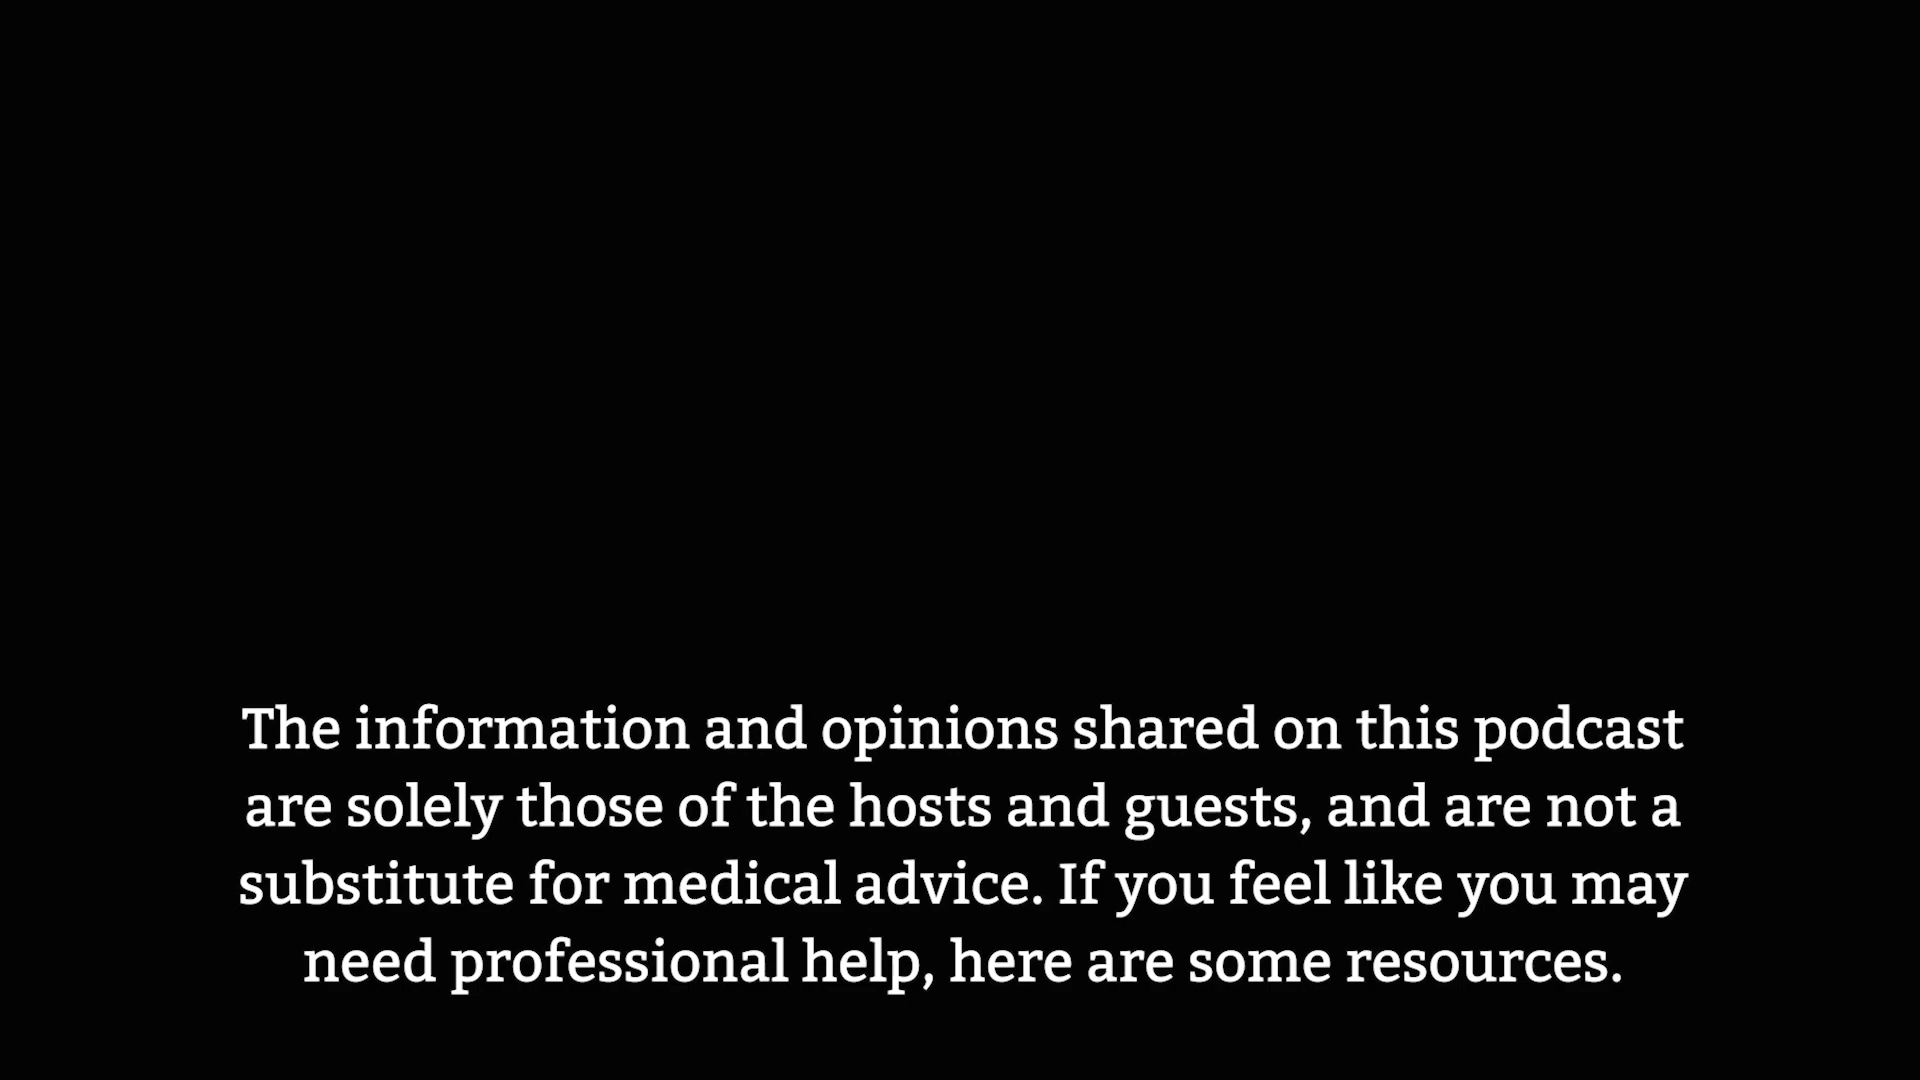 The information and opinions shared on this podcast
are solely those of the hosts and guests, and are not a
substitute for medical advice. If you feel like you may
need professional help, here are some resources.